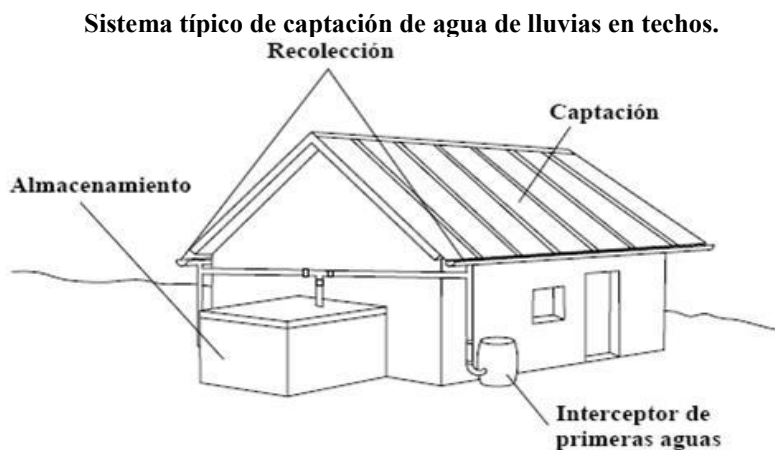 Sistema típico de captación de agua de lluvias en techos.
Recolección
Captación
Almacenamiento
Interceptor de
primeras aguas